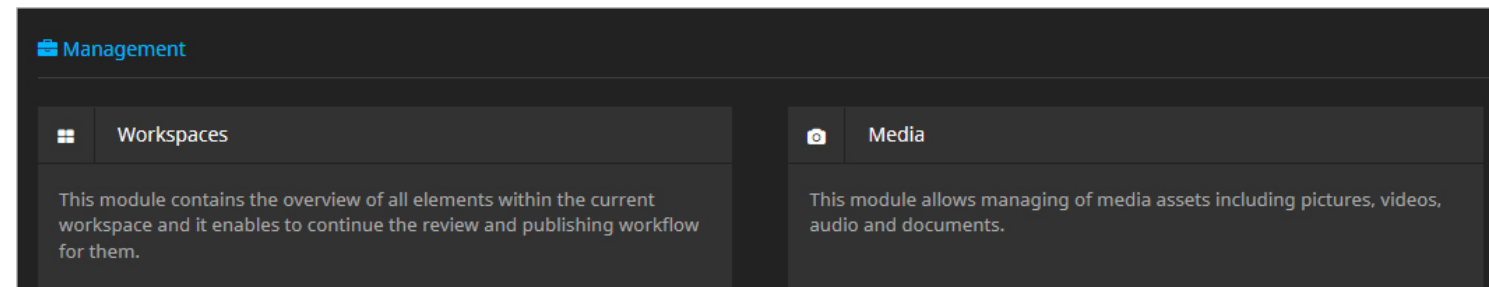 Management
Workspaces
This module contains the overview of all elements within the current
workspace and it enables to continue the review and publishing workflow
for them.
Media
This module allows managing of media assets including pictures, videos,
audio and documents.